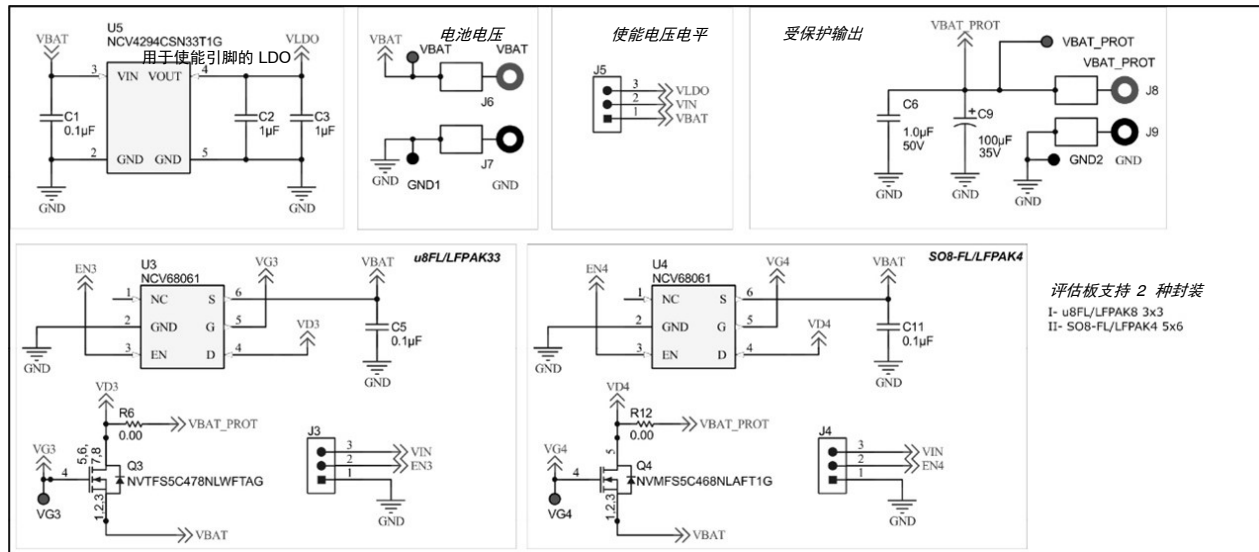 U5
NCV4294CSN33T1G
用于使能引脚的 LDO
VBAT
VLDO
3
VIN
VOUT
4
C1
0.1µF
C2
1µF
C3
1µF
2
GND
GND
5
GND
GND
电池电压
VBAT
VBAT
VBAT
J6
J7
GND
GND1
GND
使能电压电平
J5
3
VLDO
2
VIN
1
VBAT
受保护输出
VBAT_PROT
VBAT_PROT
VBAT_PROT
J8
C6
1.0µF
50V
+
C9
100µF
35V
J9
GND2
GND
GND
GND
GND
u8FL/LFPAK33
EN3
U3
NCV68061
VG3
VBAT
1
NC
S
6
2
GND
G
5
3
EN
D
4
VD3
C5
0.1µF
GND
GND
VD3
R6
0.00
VBAT_PROT
VG3
5,6,
7,8
4
Q3
NVTFS5C478NLWFTAG
1,2,3
VG3
VBAT
J3
3
VIN
2
EN3
1
GND
SO8-FL/LFPAK4
EN4
U4
NCV68061
VG4
VBAT
1
NC
S
6
2
GND
G
5
3
EN
D
4
VD4
C11
0.1µF
GND
GND
VD4
R12
0.00
VBAT_PROT
VG4
5
4
Q4
NVMFS5C468NLAFT1G
1,2,3
VG4
VBAT
J4
3
VIN
2
EN4
1
GND
评估板支持 2 种封装
I- u8FL/LFPAK8 3x3
II- SO8-FL/LFPAK4 5x6